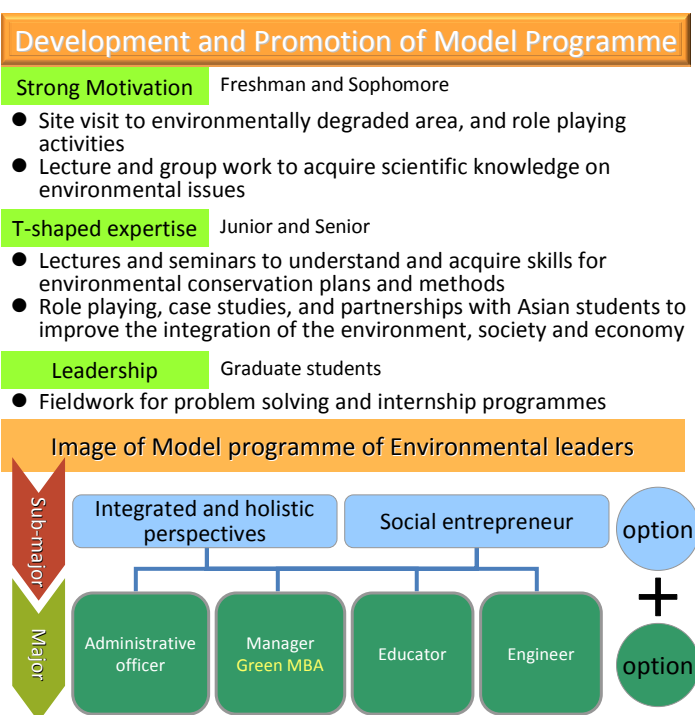 Development and Promotion of Model Programme
Strong Motivation Freshman and Sophomore
● Site visit to environmentally degraded area, and role playing
activities
● Lecture and group work to acquire scientific knowledge on
environmental issues
T-shaped expertise Junior and Senior
● Lectures and seminars to understand and acquire skills for
environmental conservation plans and methods
● Role playing, case studies, and partnerships with Asian students to
improve the integration of the environment, society and economy
Leadership Graduate students
● Fieldwork for problem solving and internship programmes
Image of Model programme of Environmental leaders
Sub-major
Integrated and holistic
perspectives
Social entrepreneur
option
+
Major
Administrative
officer
Manager
Green MBA
Educator
Engineer
option